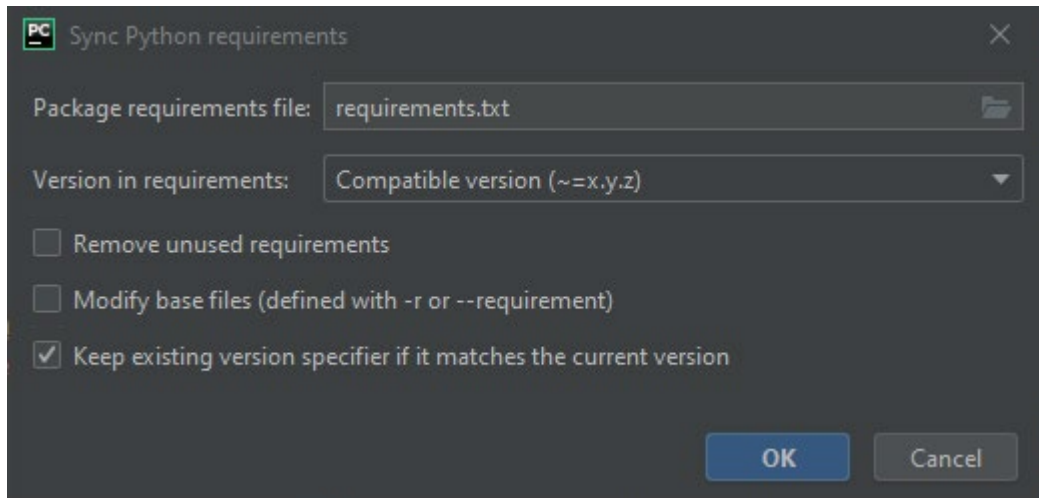 PC Sync Python requirements
Package requirements file: requirements.txt
Version in requirements: Compatible version (~=x.y.z)
Remove unused requirements
Modify base files (defined with -r or --requirement)
Keep existing version specifier if it matches the current version
OK Cancel